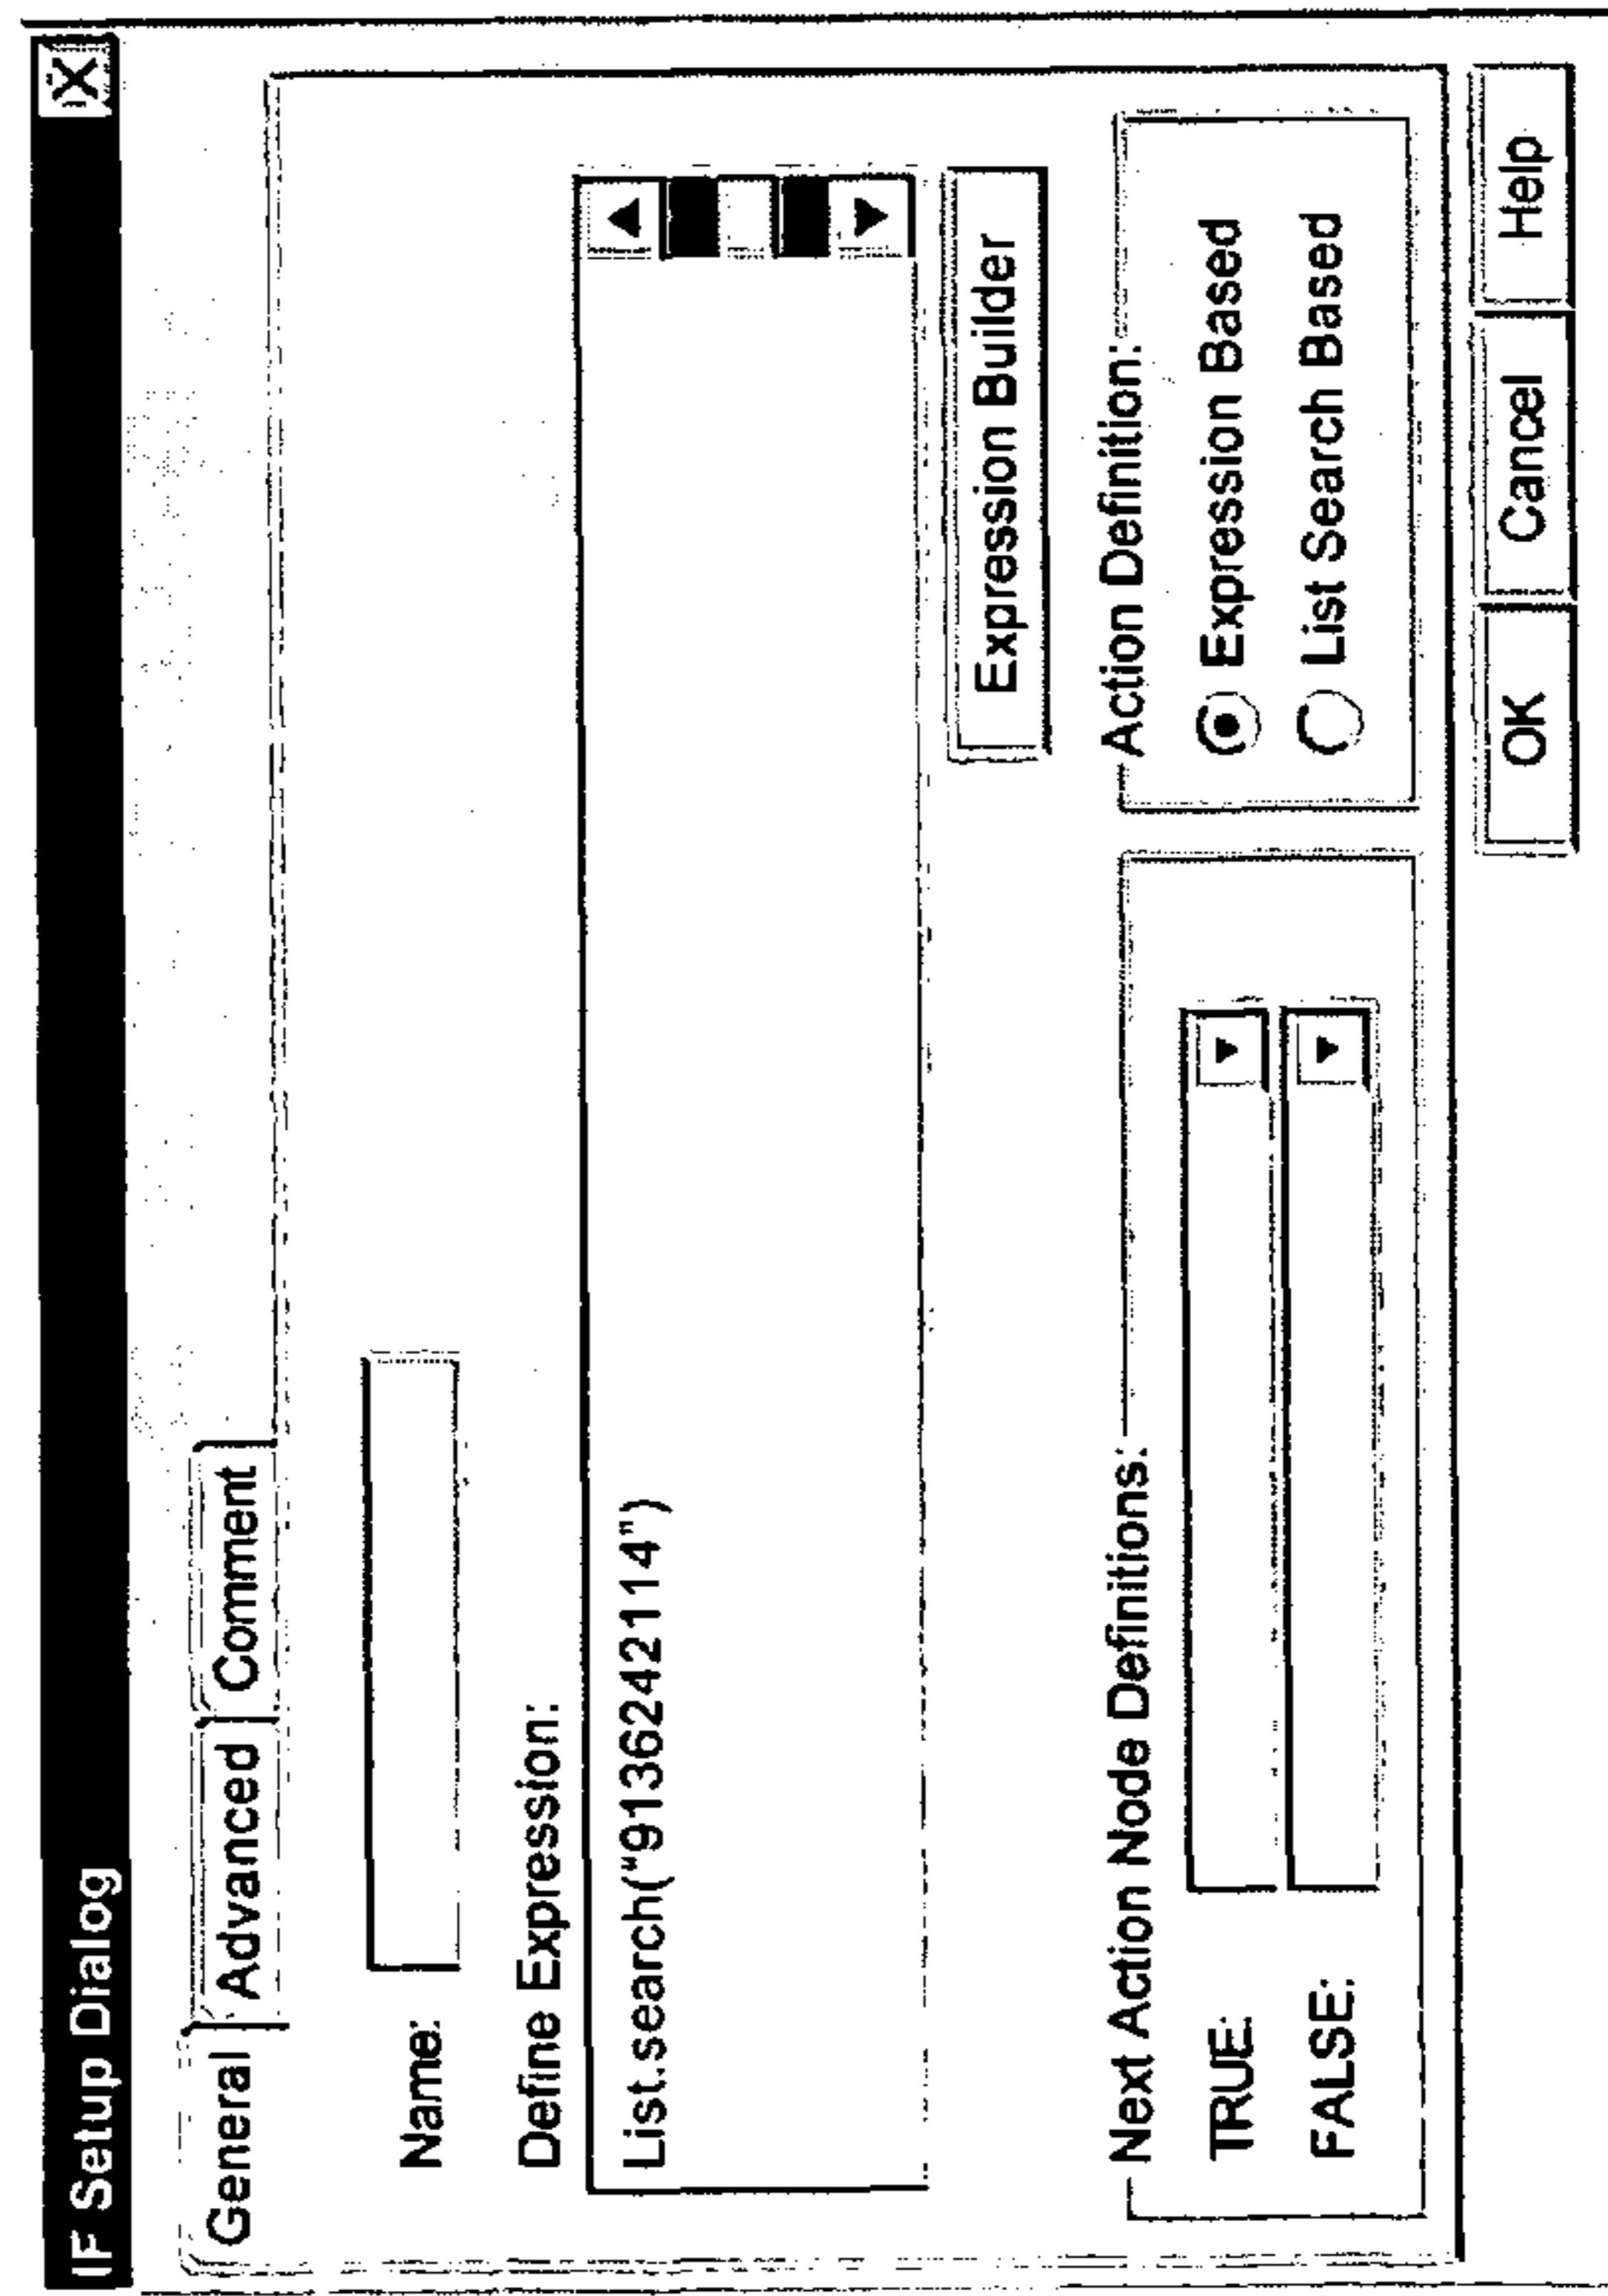 IF Setup Dialog
X
General Advanced Comment
Name:
Define Expression:
List.search("9136242114")
Expression Builder
Next Action Node Definitions:
TRUE:
FALSE:
Action Definition:
Expression Based
List Search Based
OK Cancel Help